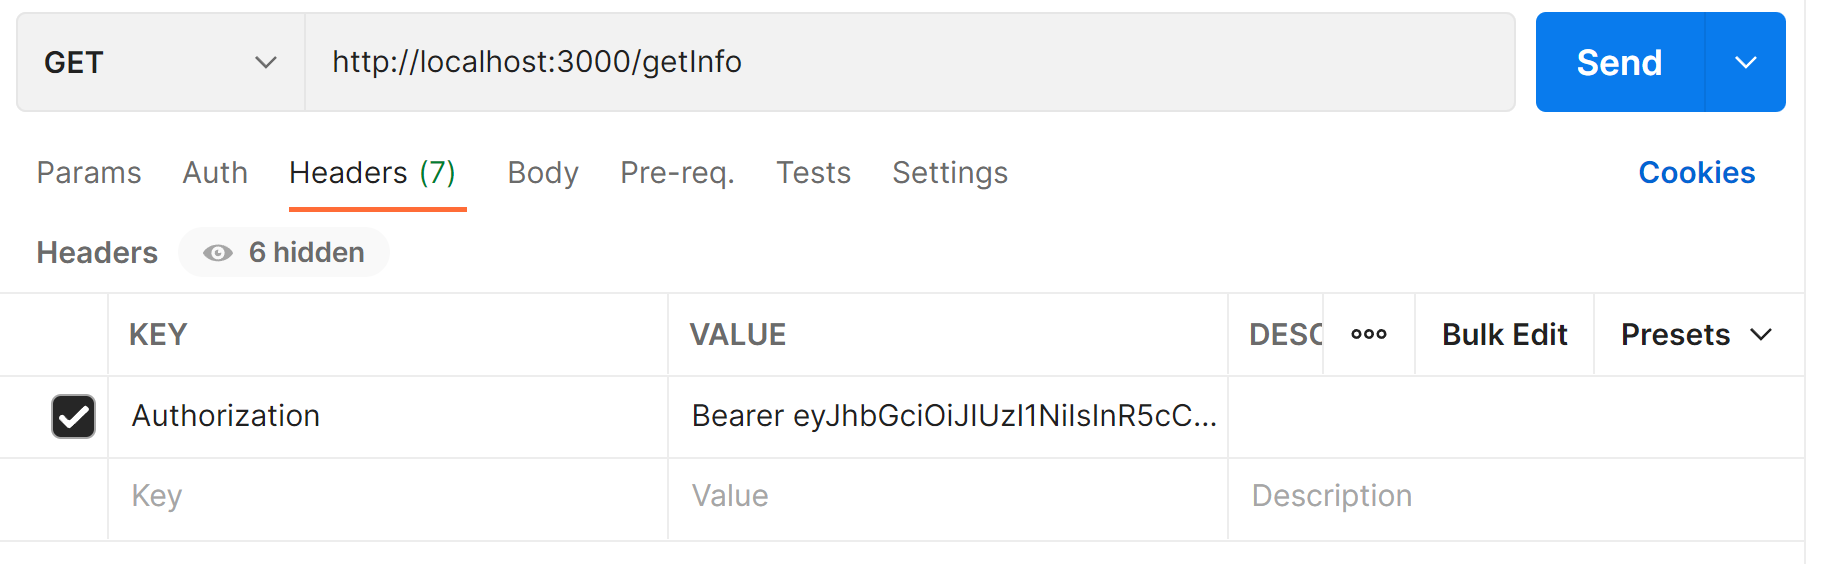 GET http://localhost:3000/getInfo Send
Params Auth Headers (7) Body Pre-req. Tests Settings Cookies
Headers 6 hidden
KEY VALUE DESC ooo Bulk Edit Presets
Authorization Bearer eyJhbGciOiJIUzI1NiIsInR5cC...
Key Value Description